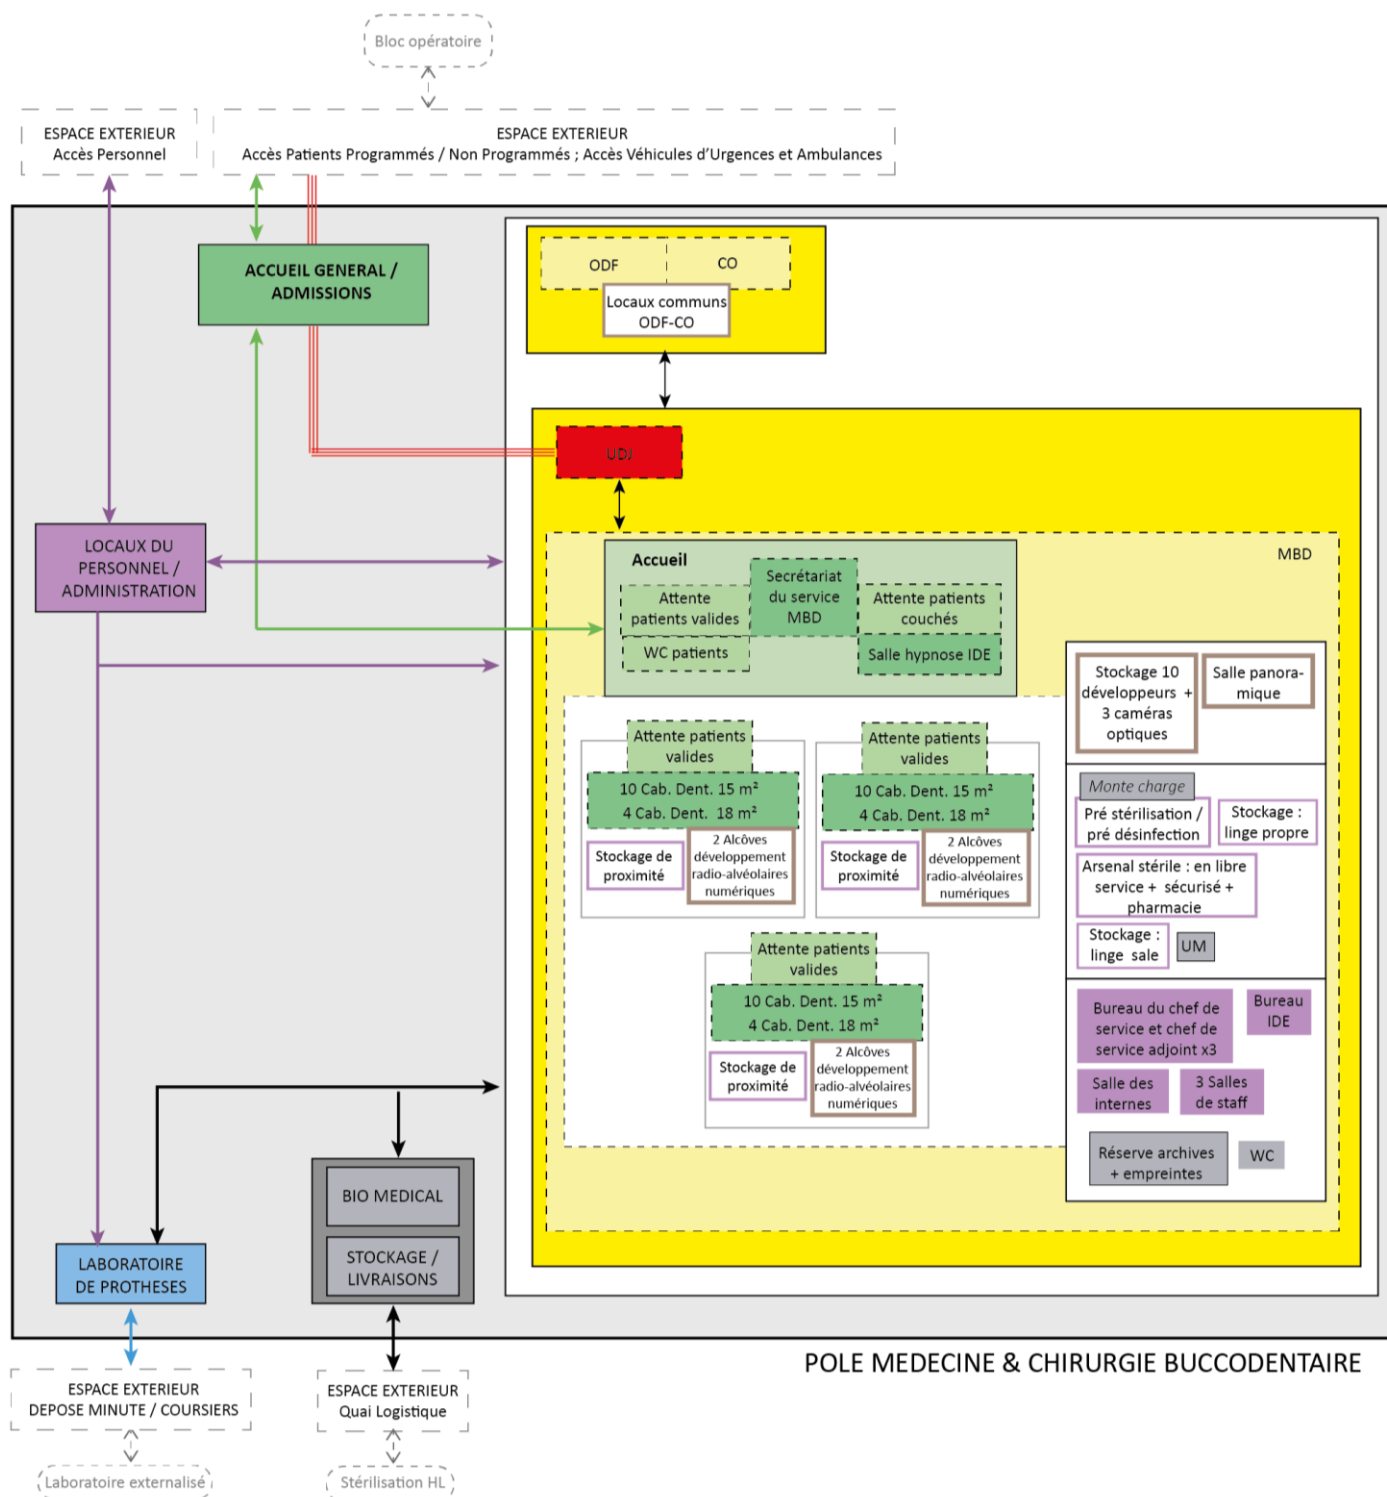 Bloc opératoire
ESPACE EXTERIEUR
Accès Personnel
ESPACE EXTERIEUR
Accès Patients Programmés / Non Programmés ; Accès Véhicules d'Urgences et Ambulances
ACCUEIL GENERAL /
ADMISSIONS
ODF
CO
Locaux communs
ODF-CO
UDJ
LOCAUX DU
PERSONNEL /
ADMINISTRATION
MBD
Accueil
Attente
patients valides
Secrétariat
du service
MBD
Attente patients
couchés
WC patients
Salle hypnose IDE
Stockage 10
développeurs +
3 caméras
optiques
Salle panora-
mique
Attente patients
valides
10 Cab. Dent. 15 m²
4 Cab. Dent. 18 m²
Stockage de
proximité
2 Alcôves
développement
radio-alvéolaires
numériques
Attente patients
valides
10 Cab. Dent. 15 m²
4 Cab. Dent. 18 m²
Stockage de
proximité
2 Alcôves
développement
radio-alvéolaires
numériques
Monte charge
Pré stérilisation /
pré désinfection
Stockage :
linge propre
Arsenal stérile : en libre
service + sécurisé +
pharmacie
Stockage :
linge sale
UM
Attente patients
valides
10 Cab. Dent. 15 m²
4 Cab. Dent. 18 m²
Stockage de
proximité
2 Alcôves
développement
radio-alvéolaires
numériques
Bureau du chef de
service et chef de
service adjoint x3
Bureau
IDE
Salle des
internes
3 Salles
de staff
Réserve archives
+ empreintes
WC
BIO MEDICAL
STOCKAGE /
LIVRAISONS
LABORATOIRE
DE PROTHESES
POLE MEDECINE & CHIRURGIE BUCCODENTAIRE
ESPACE EXTERIEUR
DEPOSE MINUTE / COURSIERS
ESPACE EXTERIEUR
Quai Logistique
Laboratoire externalisé
Stérilisation HL